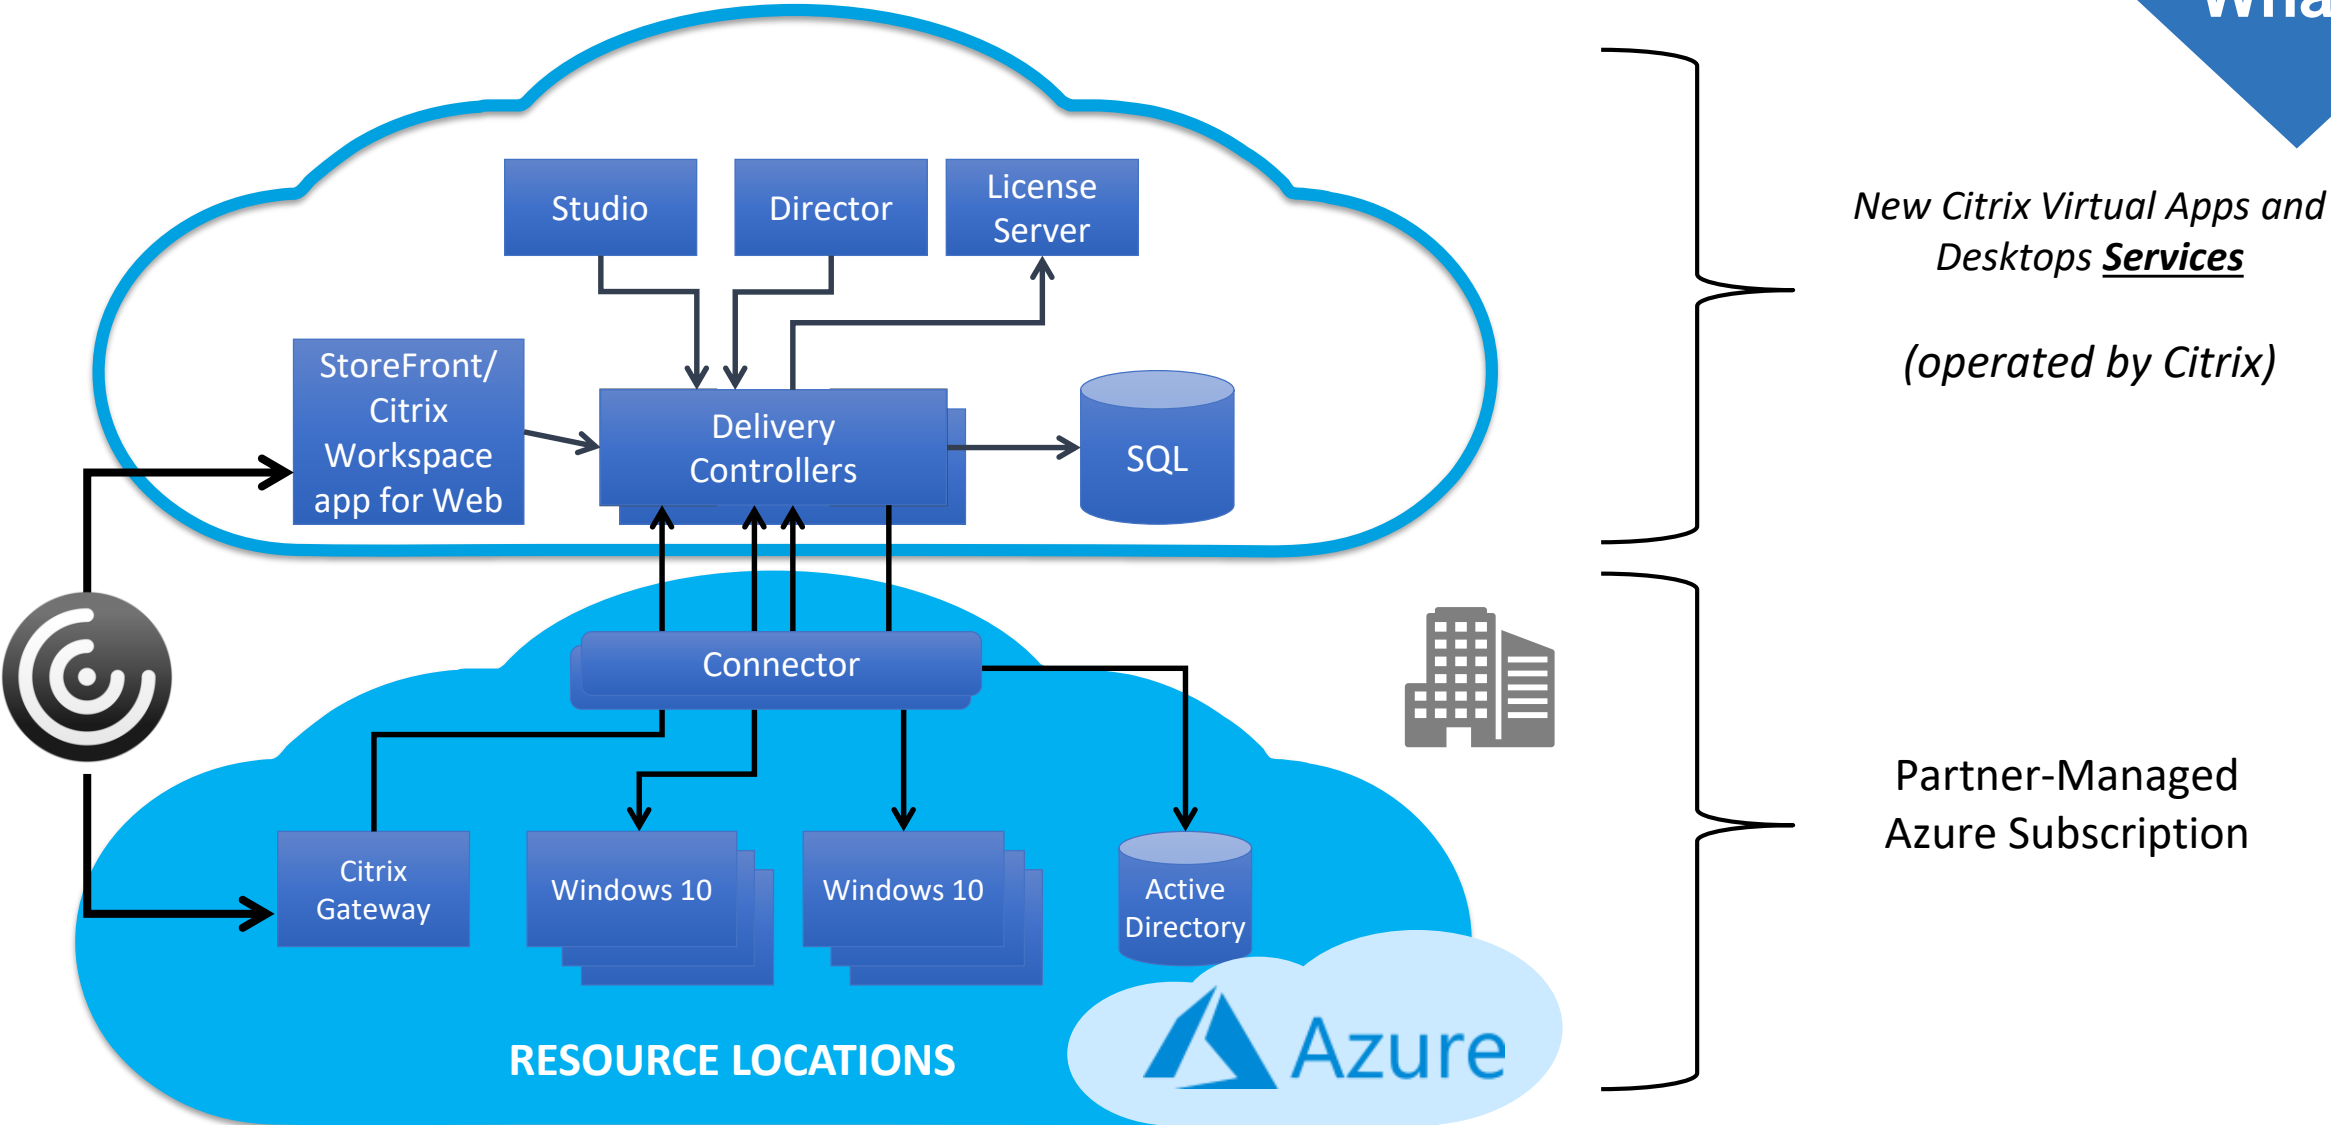 Studio
Director
License
Server
New Citrix Virtual Apps and
Desktops Services
(operated by Citrix)
StoreFront/
Citrix
Workspace
app for Web
Delivery
Controllers
SQL
Connector
Citrix
Gateway
Windows 10
Windows 10
Active
Directory
Partner-Managed
Azure Subscription
RESOURCE LOCATIONS
Azure